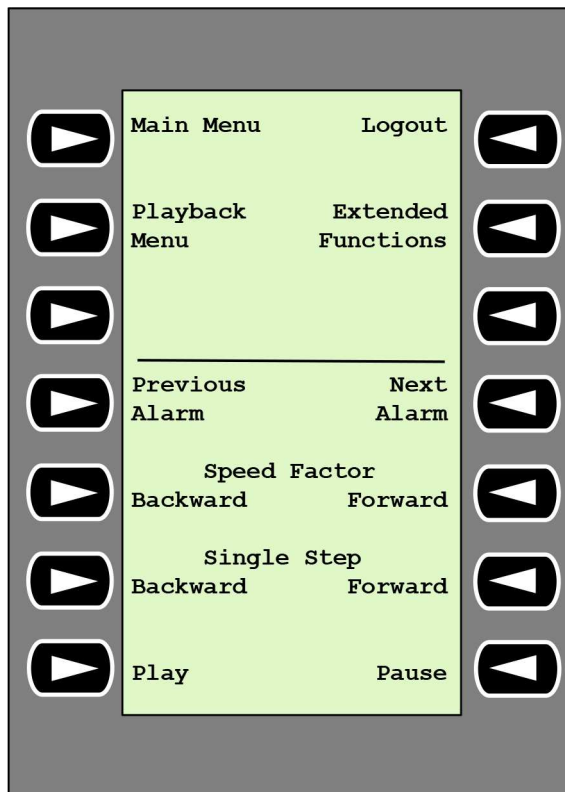 Main Menu Logout
Playback Extended
Menu Functions
Previous Next
Alarm Alarm
Speed Factor
Backward Forward
Single Step
Backward Forward
Play Pause